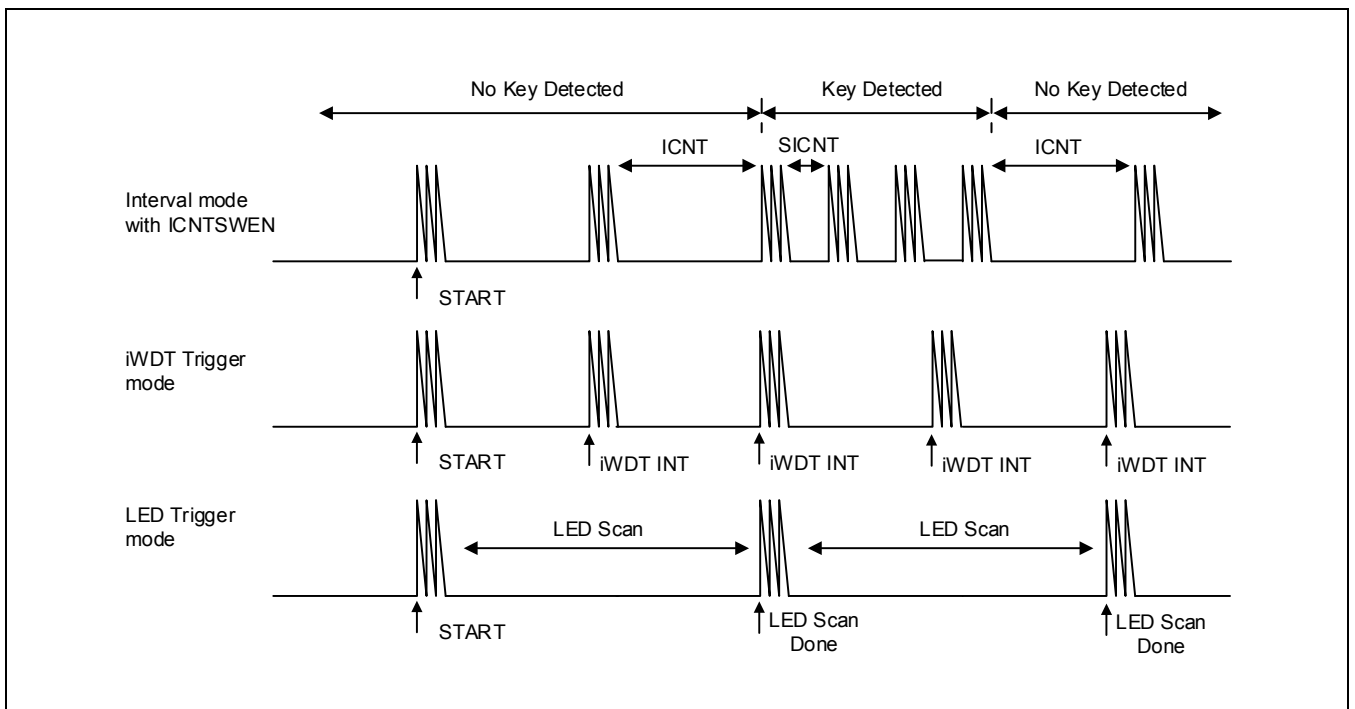 No Key Detected
Key Detected
No Key Detected
ICNT
SICNT
ICNT
Interval mode
with ICNTSWEN
START
iWDT Trigger
mode
START
iWDT INT
iWDT INT
iWDT INT
iWDT INT
LED Trigger
mode
LED Scan
LED Scan
START
LED Scan
Done
LED Scan
Done